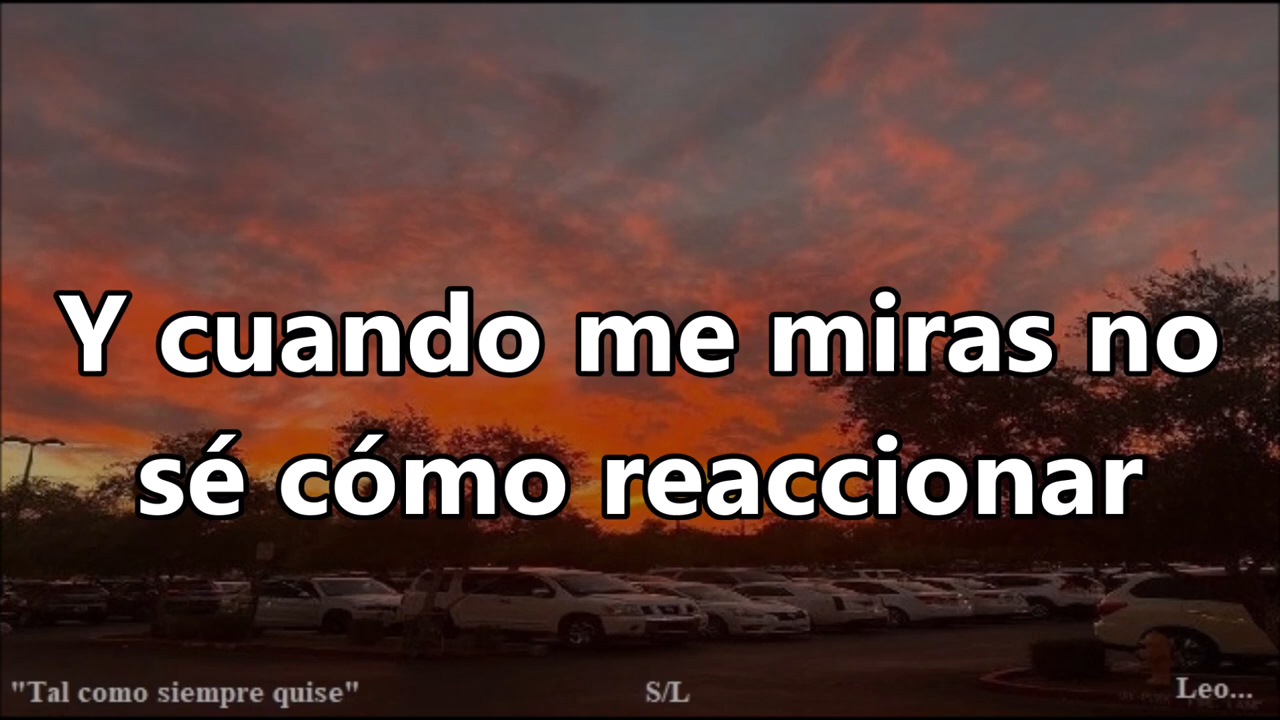 Y cuando me miras no
sé cómo reaccionar
"Tal como siempre quise" S/L Leo...